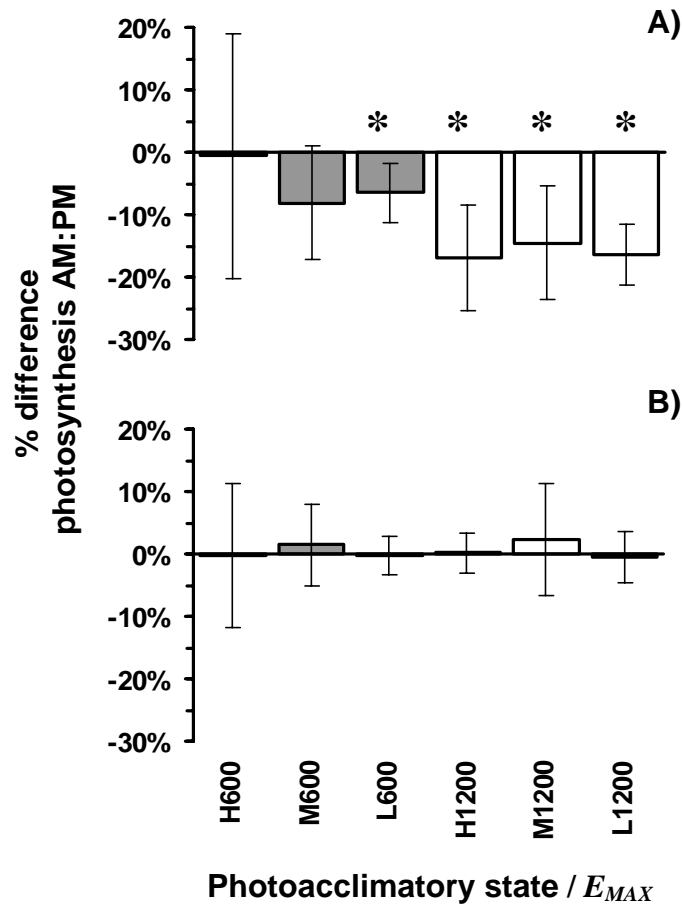 A)
20%
10%
0%
-10%
-20%
-30%
* * * *
B)
20%
10%
0%
-10%
-20%
-30%
% difference
photosynthesis AM:PM
H600
M600
L600
H1200
M1200
L1200
Photoacclimatory state / E_MAX